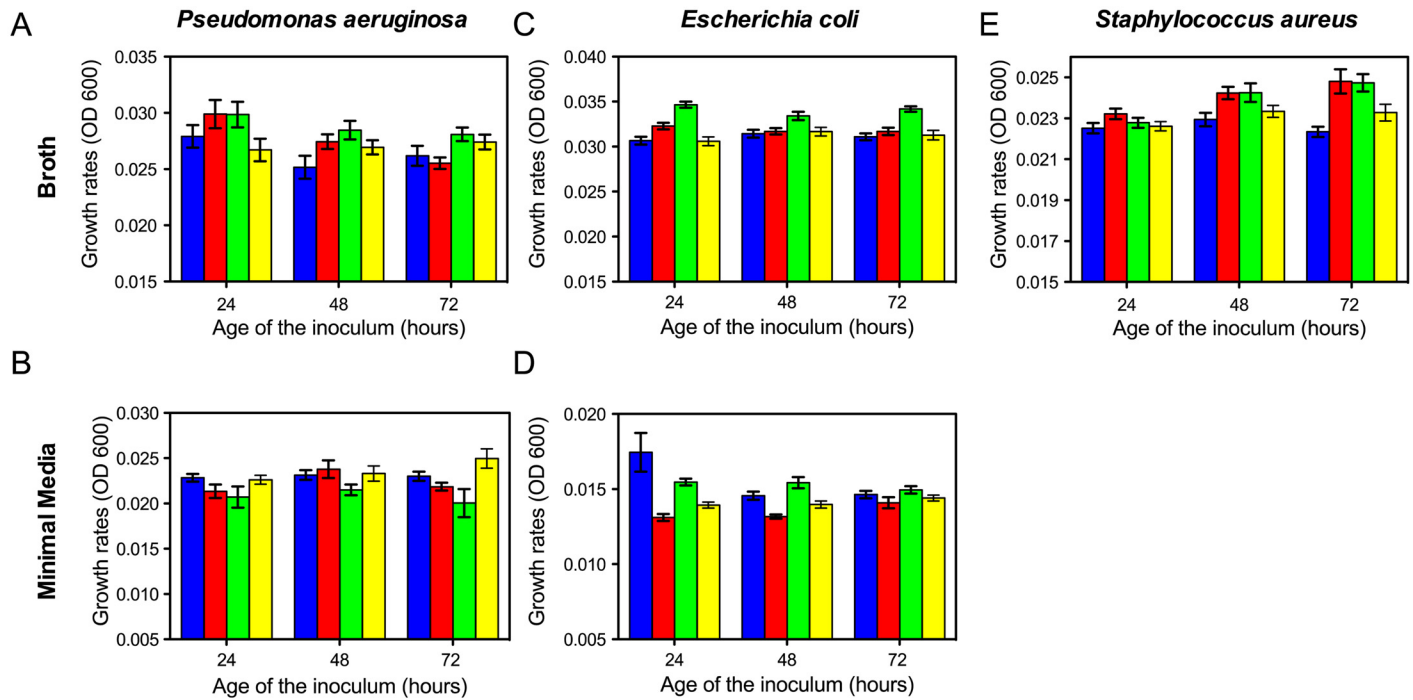 A
Pseudomonas aeruginosa
Broth
Growth rates (OD 600)
0.035
0.030
0.025
0.020
0.015
24 48 72
Age of the inoculum (hours)
C
Escherichia coli
Growth rates (OD 600)
0.040
0.035
0.030
0.025
0.020
0.015
24 48 72
Age of the inoculum (hours)
E
Staphylococcus aureus
Growth rates (OD 600)
0.025
0.023
0.021
0.019
0.017
0.015
24 48 72
Age of the inoculum (hours)
B
Minimal Media
Growth rates (OD 600)
0.030
0.025
0.020
0.015
0.010
0.005
24 48 72
Age of the inoculum (hours)
D
Growth rates (OD 600)
0.020
0.015
0.010
0.005
24 48 72
Age of the inoculum (hours)